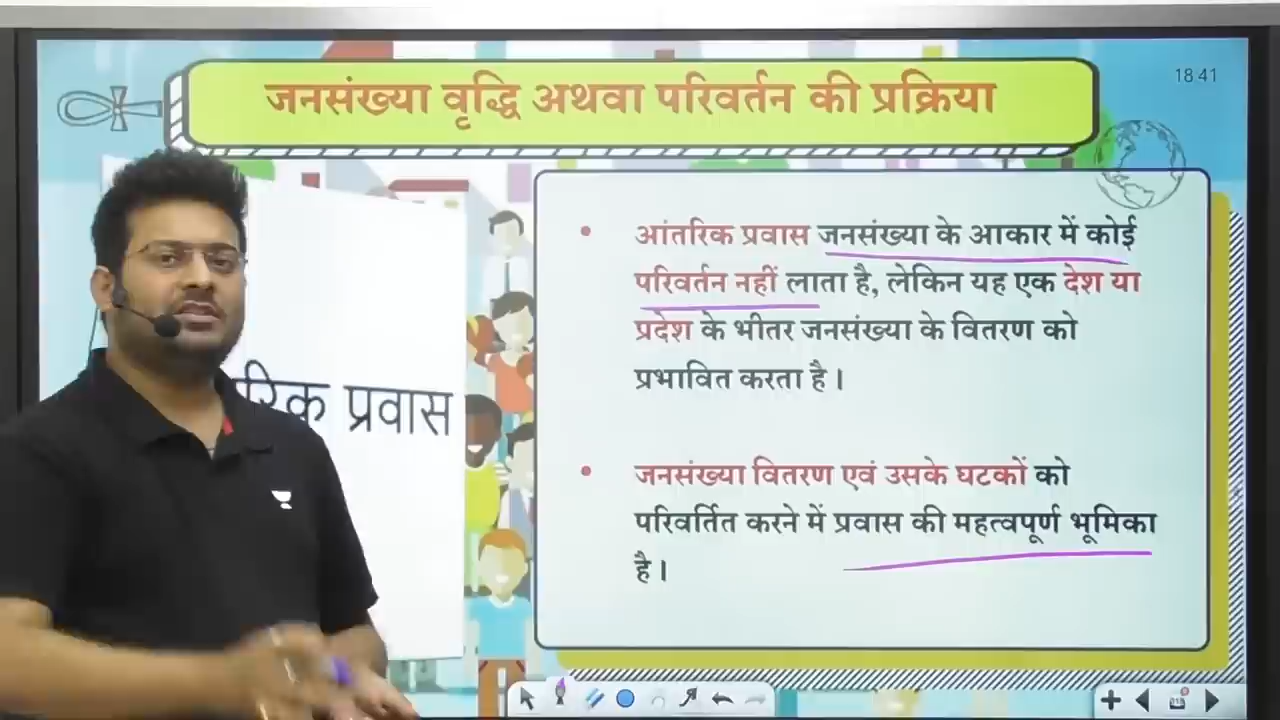 जनसंख्या वृद्धि अथवा परिवर्तन की प्रक्रिया
18 41
आंतरिक प्रवास जनसंख्या के आकार में कोई
परिवर्तन नहीं लाता है, लेकिन यह एक देश या
प्रदेश के भीतर जनसंख्या के वितरण को
प्रभावित करता है।
रिक प्रवास
जनसंख्या वितरण एवं उसके घटकों को
परिवर्तित करने में प्रवास की महत्वपूर्ण भूमिका
है।